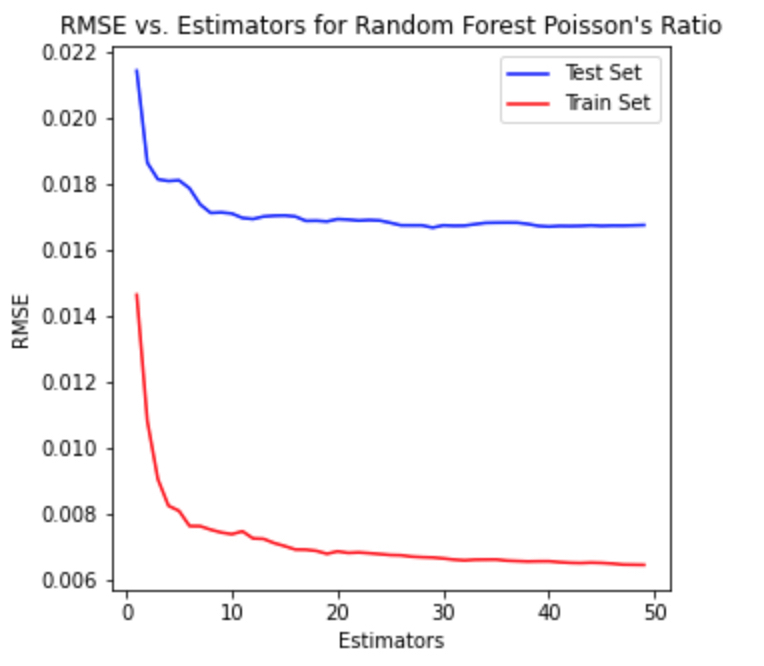 RMSE vs. Estimators for Random Forest Poisson's Ratio
0.022
0.020
0.018
0.016
0.014
0.012
0.010
0.008
0.006
RMSE
Test Set
Train Set
0 10 20 30 40 50
Estimators